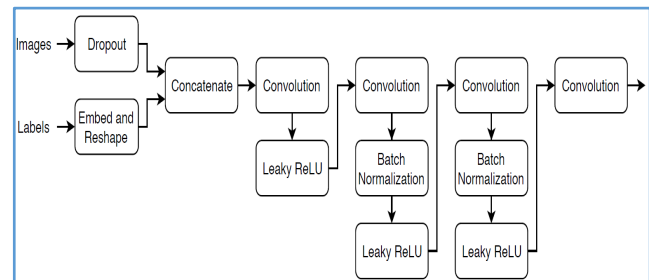 Images
Dropout
Labels
Embed and
Reshape
Concatenate
Convolution
Leaky ReLU
Convolution
Batch
Normalization
Leaky ReLU
Convolution
Batch
Normalization
Leaky ReLU
Convolution